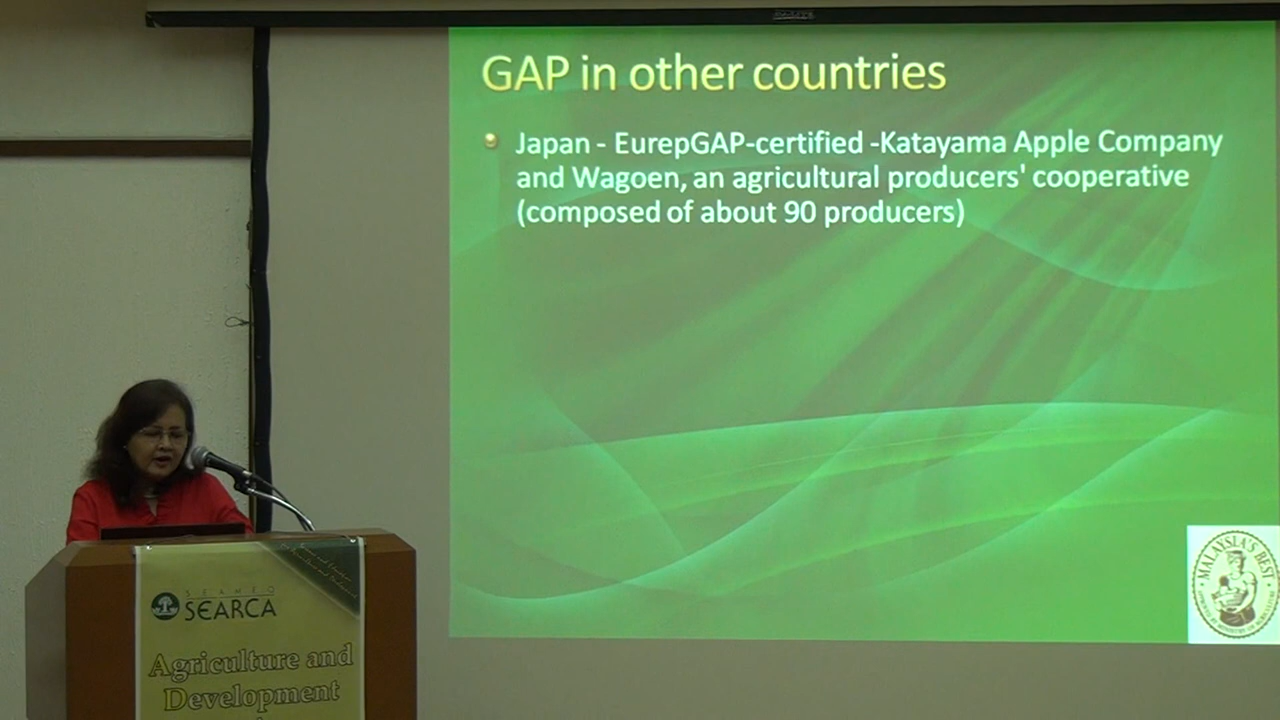 GAP in other countries
Japan - EurepGAP-certified -Katayama Apple Company
and Wagoen, an agricultural producers' cooperative
(composed of about 90 producers)
MALAYSIA'S BEST
SEAMEO
SEARCA
Agriculture and
Development